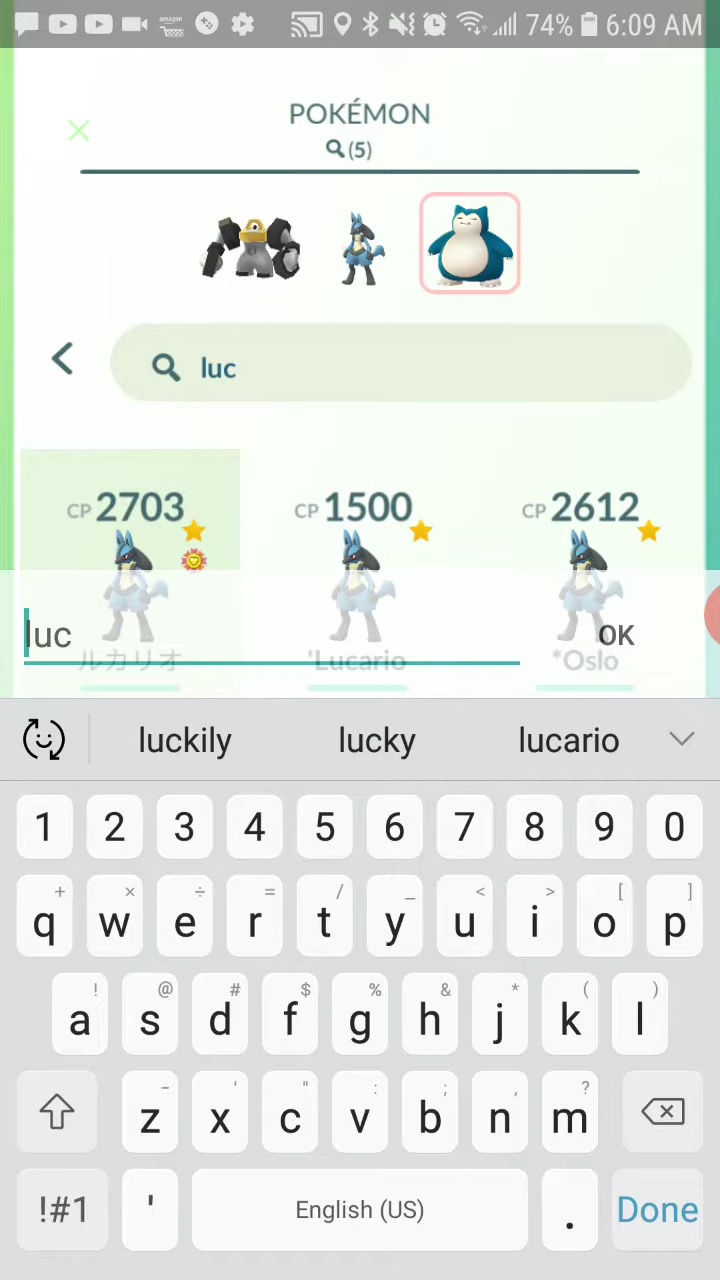 amazon
74% 6:09 AM
POKÉMON
(5)
luc
CP 2703 CP 1500 CP 2612
luc OK
ルカリオ 'Lucario *Oslo
luckily lucky lucario
1 2 3 4 5 6 7 8 9 0
+ × ÷ = / _ < > [ ]
q w e r t y u i o p
! @ # $ % & * ( )
a s d f g h j k l
- ' " : ; , ?
z x c v b n m
!#1 ' English (US) . Done